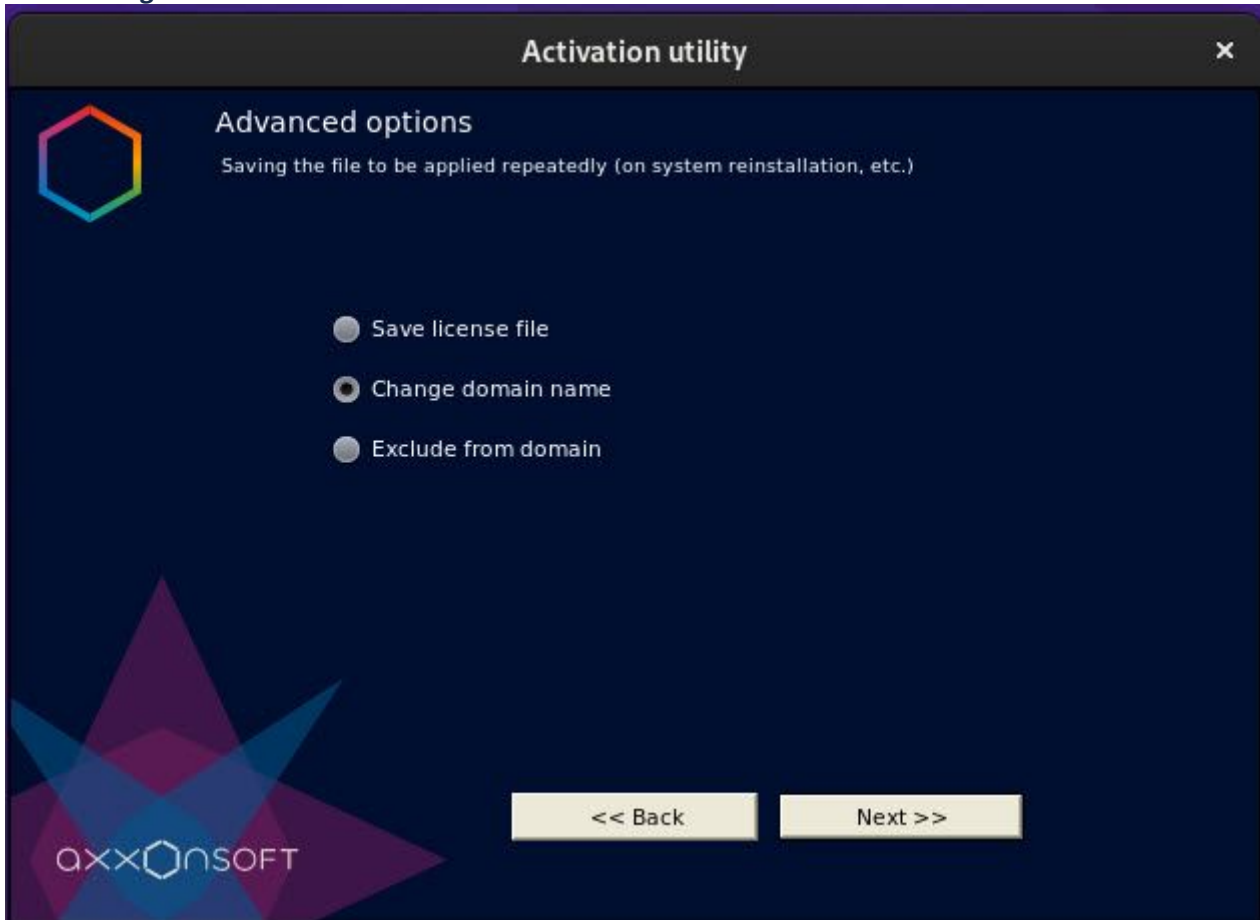 Activation utility
×
Advanced options
Saving the file to be applied repeatedly (on system reinstallation, etc.)
Save license file
Change domain name
Exclude from domain
<< Back
Next >>
axxonsoft